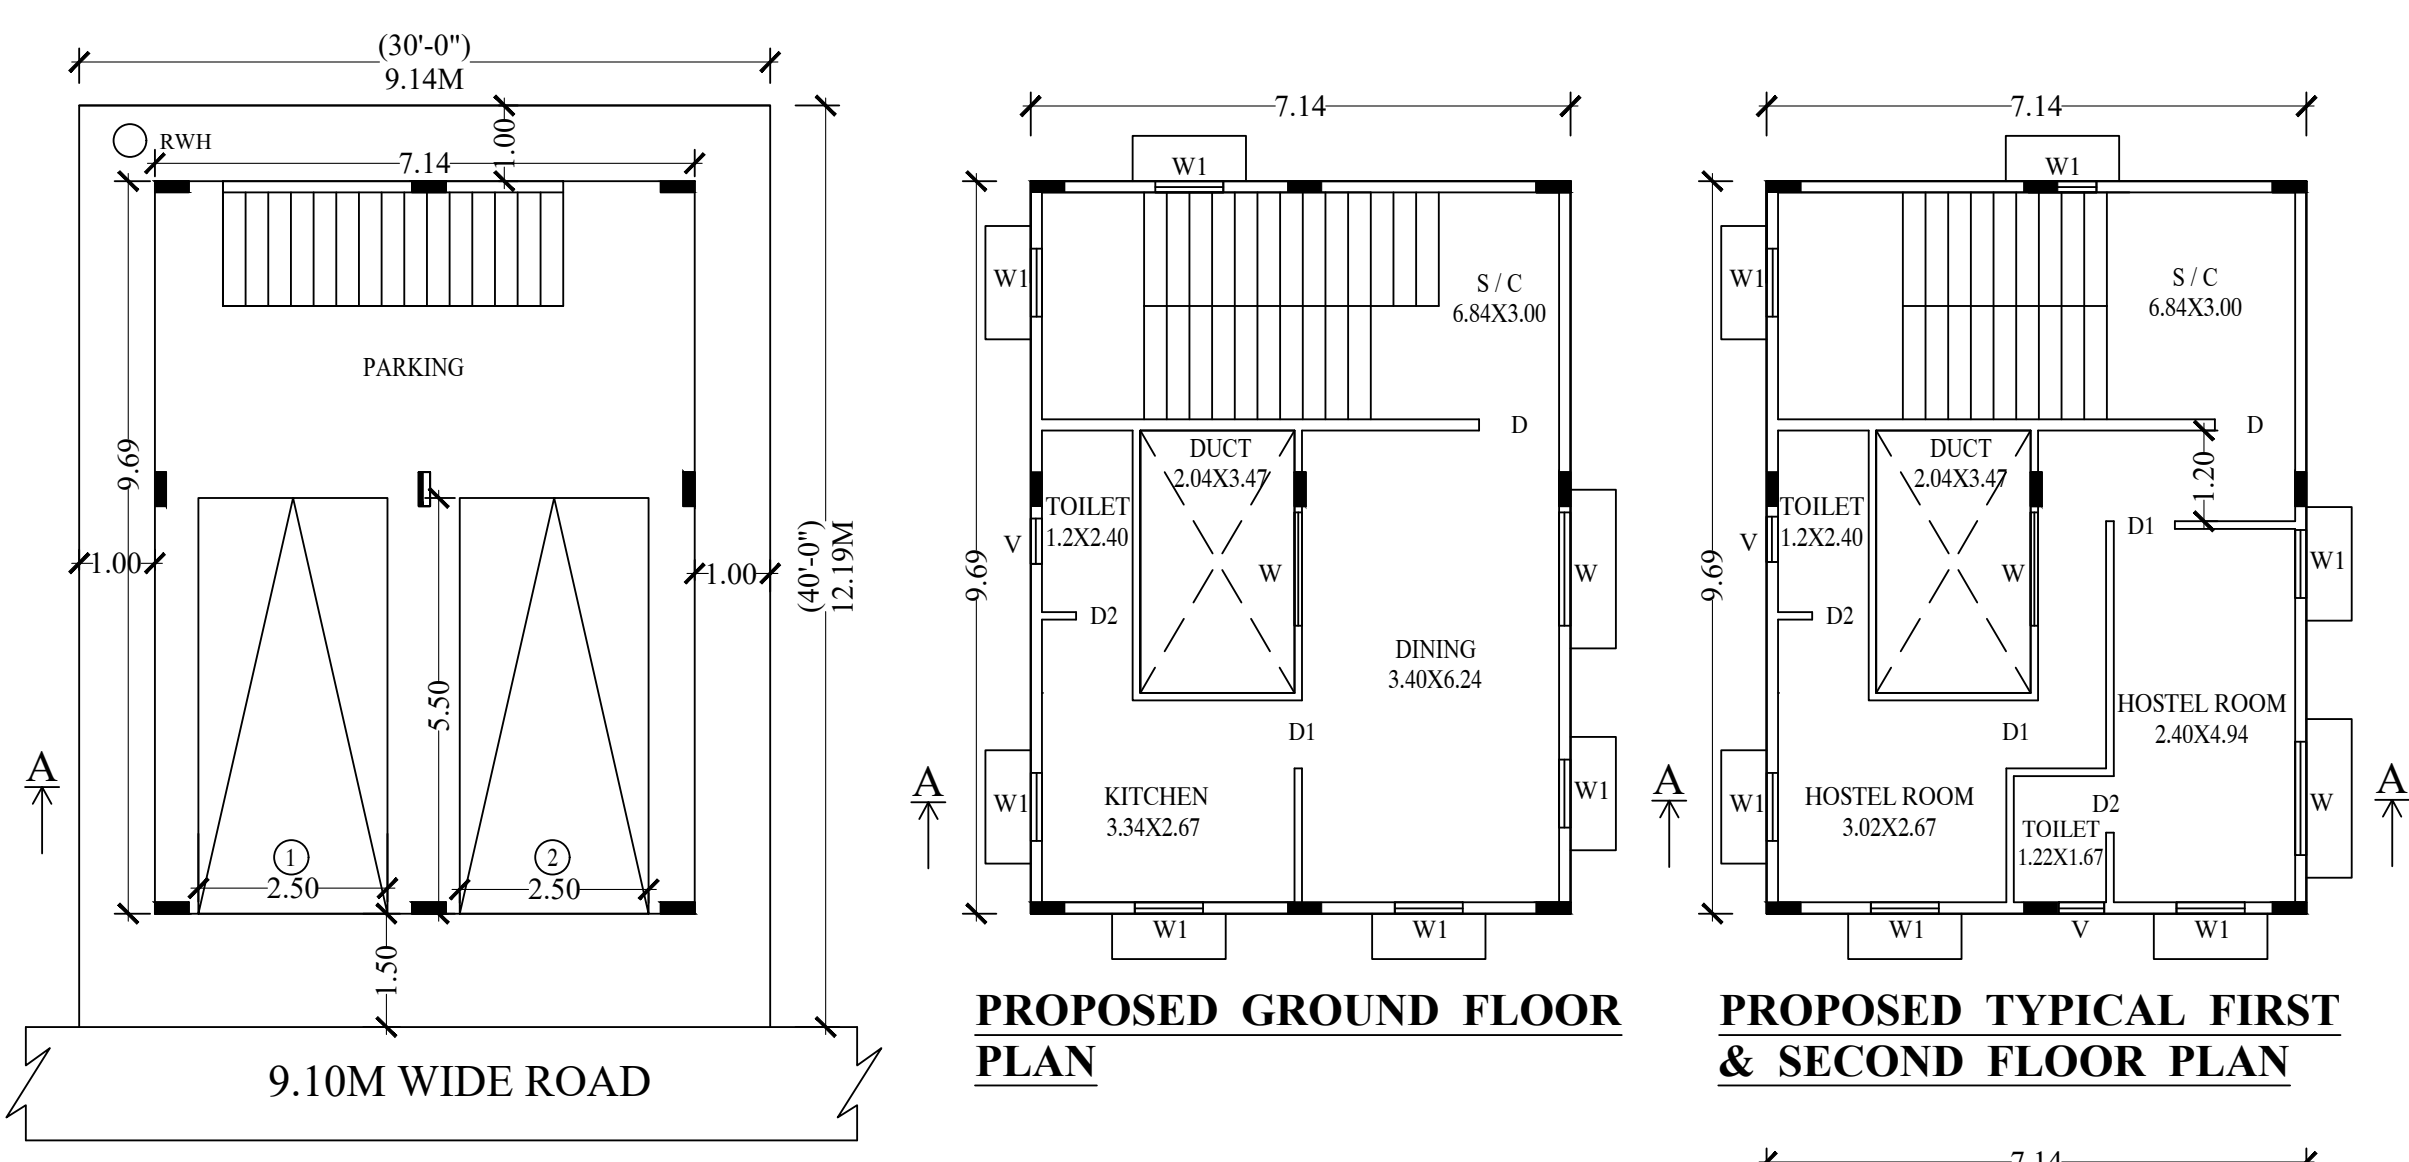 (30'-0")
9.14M
RWH
1.00
7.14
9.69
PARKING
1.00
1.00
(40'-0")
12.19M
5.50
A
1
2
2.50
2.50
1.50
9.10M WIDE ROAD
7.14
W1
W1
S / C
6.84X3.00
D
DUCT
2.04X3.47
TOILET
1.2X2.40
V
9.69
W
W
D2
DINING
3.40X6.24
D1
A
W1
KITCHEN
3.34X2.67
W1
W1
W1
PROPOSED GROUND FLOOR
PLAN
7.14
W1
W1
S / C
6.84X3.00
D
DUCT
2.04X3.47
1.20
TOILET
1.2X2.40
D1
V
9.69
W
W1
D2
HOSTEL ROOM
2.40X4.94
D1
A
A
W1
HOSTEL ROOM
3.02X2.67
D2
W
TOILET
1.22X1.67
W1
V
W1
PROPOSED TYPICAL FIRST
& SECOND FLOOR PLAN
7.14